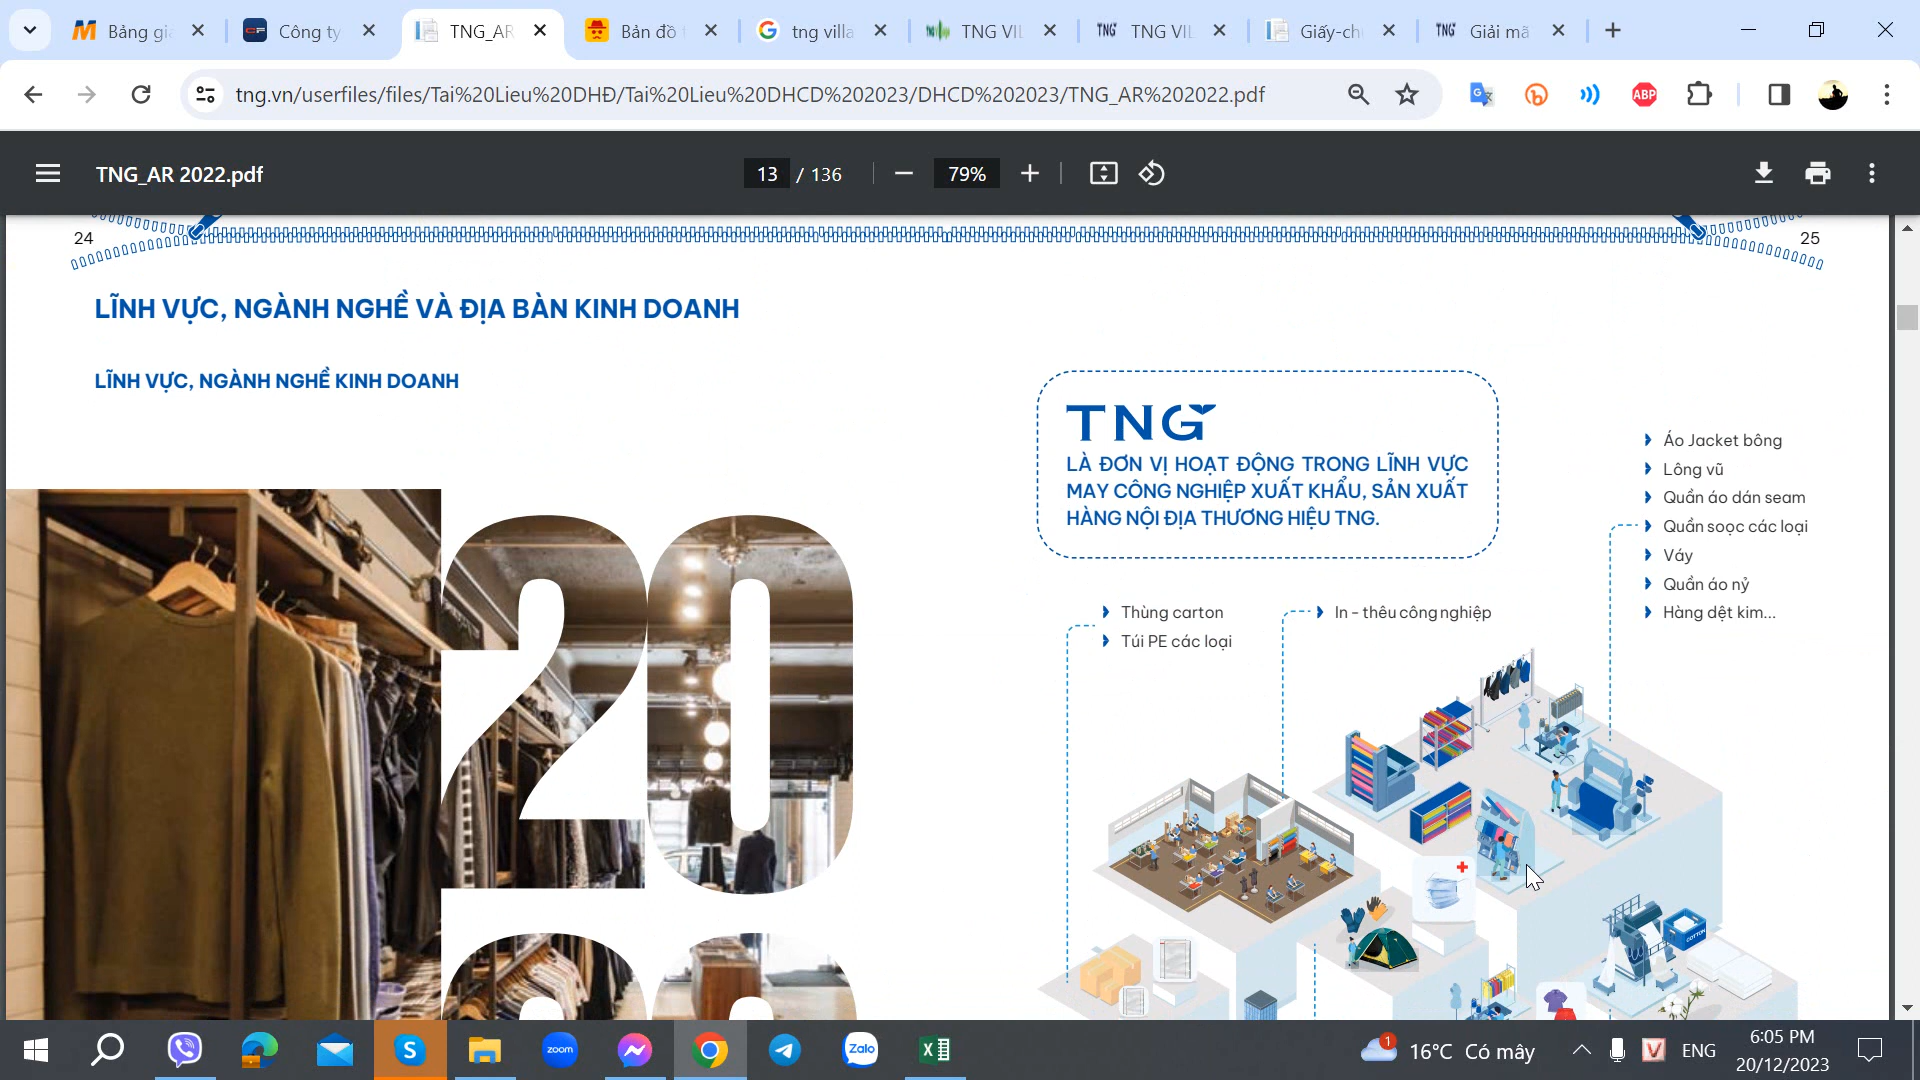 Bảng gi
Công ty
TNG_AR
Bản đồ
tng villa
TNG VIL
TNG VIL
Giấy-ch
Giải mã
tng.vn/userfiles/files/Tai%20Lieu%20DHĐ/Tai%20Lieu%20DHCD%202023/DHCD%202023/TNG_AR%202022.pdf
ABP
TNG_AR 2022.pdf
13 / 136
79%
24
25
LĨNH VỰC, NGÀNH NGHỀ VÀ ĐỊA BÀN KINH DOANH
LĨNH VỰC, NGÀNH NGHỀ KINH DOANH
TNG
LÀ ĐƠN VỊ HOẠT ĐỘNG TRONG LĨNH VỰC
MAY CÔNG NGHIỆP XUẤT KHẨU, SẢN XUẤT
HÀNG NỘI ĐỊA THƯƠNG HIỆU TNG.
Áo Jacket bông
Lông vũ
Quần áo dán seam
Quần soọc các loại
Váy
Quần áo nỷ
Hàng dệt kim...
Thùng carton
Túi PE các loại
In - thêu công nghiệp
20
COTTON
zoom
Zalo
1
16°C Có mây
ENG
6:05 PM
20/12/2023